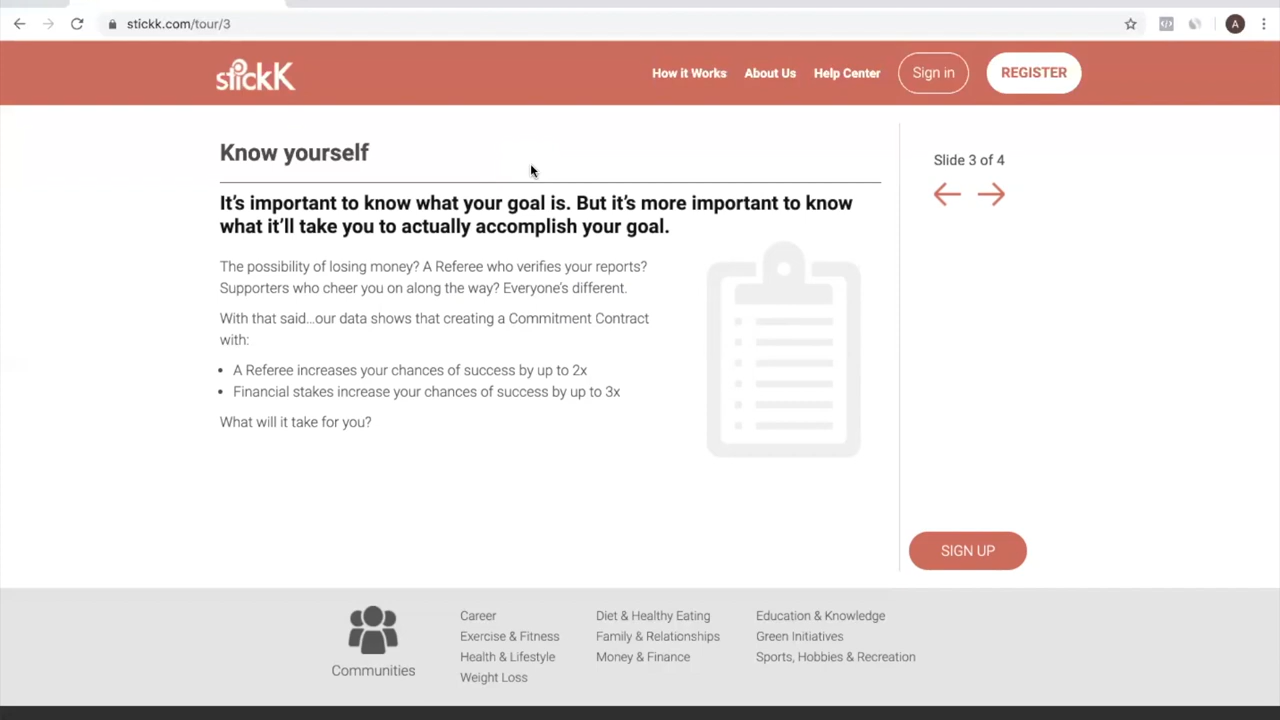 stickk.com/tour/3
A
stickK
How it Works
About Us
Help Center
Sign in
REGISTER
Know yourself
It's important to know what your goal is. But it's more important to know
what it'll take you to actually accomplish your goal.
The possibility of losing money? A Referee who verifies your reports?
Supporters who cheer you on along the way? Everyone's different.
With that said...our data shows that creating a Commitment Contract
with:
• A Referee increases your chances of success by up to 2x
• Financial stakes increase your chances of success by up to 3x
What will it take for you?
Slide 3 of 4
SIGN UP
Communities
Career
Exercise & Fitness
Health & Lifestyle
Weight Loss
Diet & Healthy Eating
Family & Relationships
Money & Finance
Education & Knowledge
Green Initiatives
Sports, Hobbies & Recreation